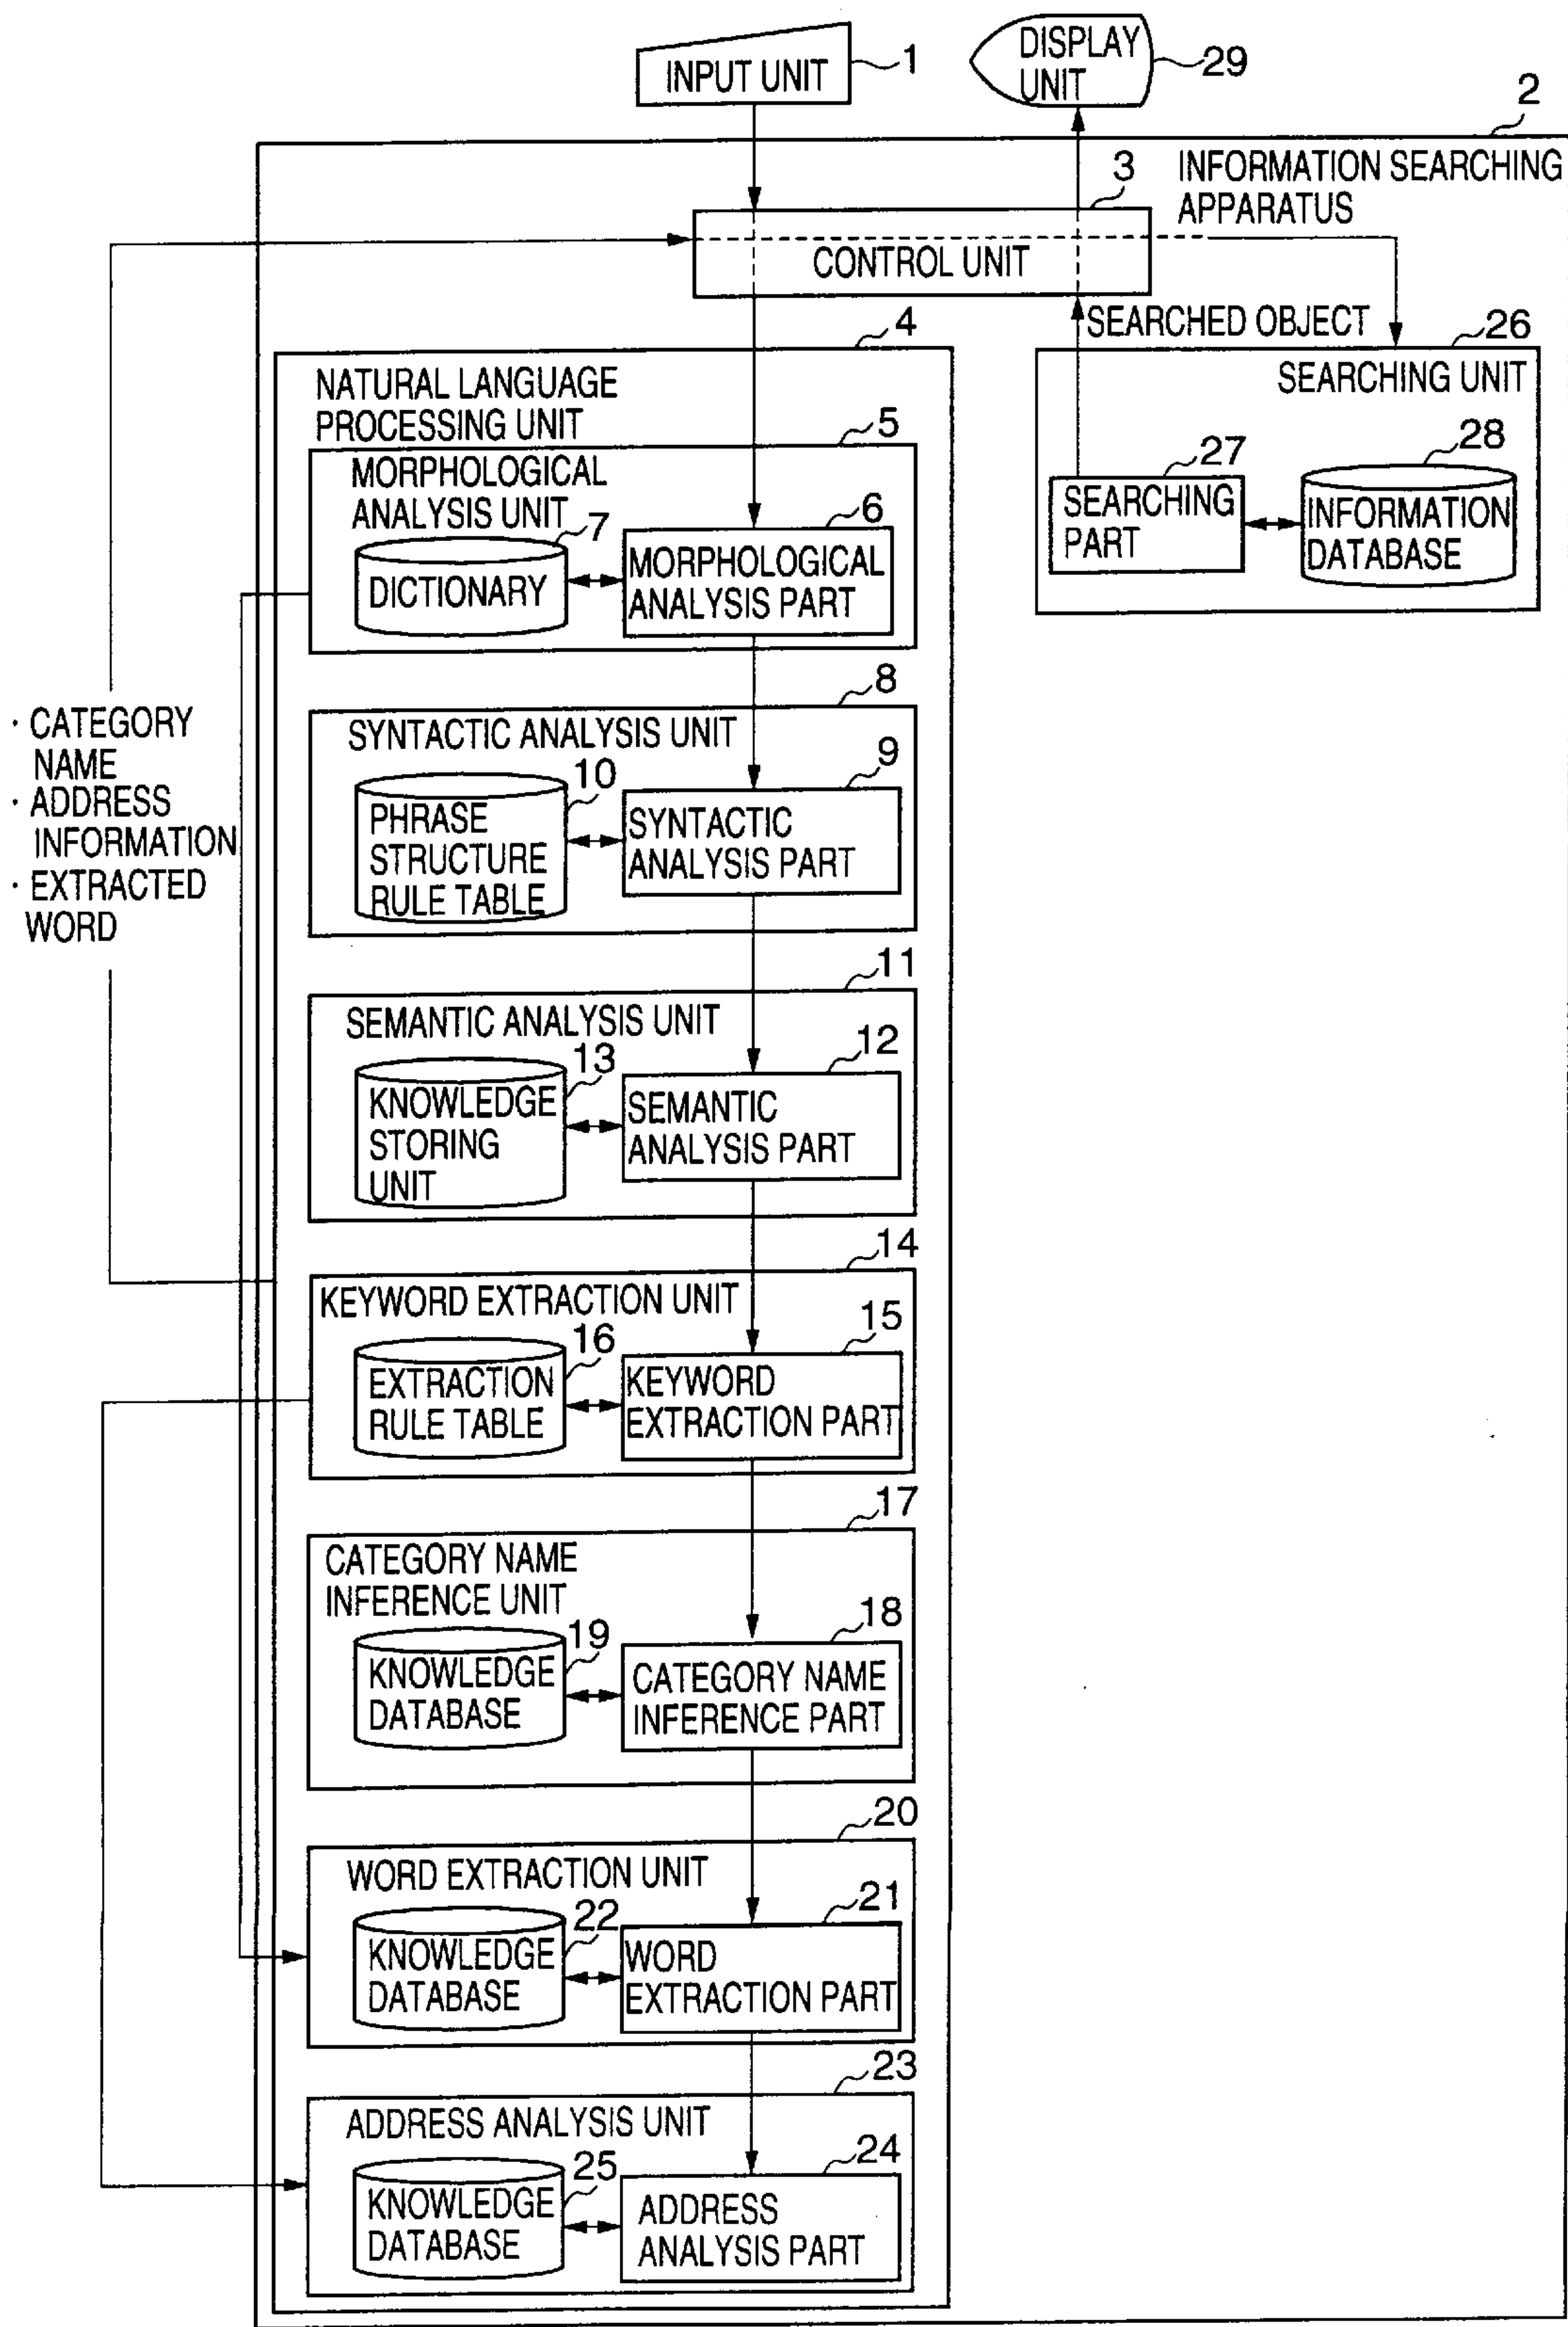 INPUT UNIT
1
DISPLAY
UNIT
29
2
INFORMATION SEARCHING
APPARATUS
3
CONTROL UNIT
SEARCHED OBJECT
26
SEARCHING UNIT
27
SEARCHING
PART
28
INFORMATION
DATABASE
4
NATURAL LANGUAGE
PROCESSING UNIT
5
MORPHOLOGICAL
ANALYSIS UNIT
7
DICTIONARY
6
MORPHOLOGICAL
ANALYSIS PART
· CATEGORY
NAME
· ADDRESS
INFORMATION
· EXTRACTED
WORD
8
SYNTACTIC ANALYSIS UNIT
10
PHRASE
STRUCTURE
RULE TABLE
9
SYNTACTIC
ANALYSIS PART
11
SEMANTIC ANALYSIS UNIT
13
KNOWLEDGE
STORING
UNIT
12
SEMANTIC
ANALYSIS PART
14
KEYWORD EXTRACTION UNIT
16
EXTRACTION
RULE TABLE
15
KEYWORD
EXTRACTION PART
17
CATEGORY NAME
INFERENCE UNIT
19
KNOWLEDGE
DATABASE
18
CATEGORY NAME
INFERENCE PART
20
WORD EXTRACTION UNIT
22
KNOWLEDGE
DATABASE
21
WORD
EXTRACTION PART
23
ADDRESS ANALYSIS UNIT
25
KNOWLEDGE
DATABASE
24
ADDRESS
ANALYSIS PART